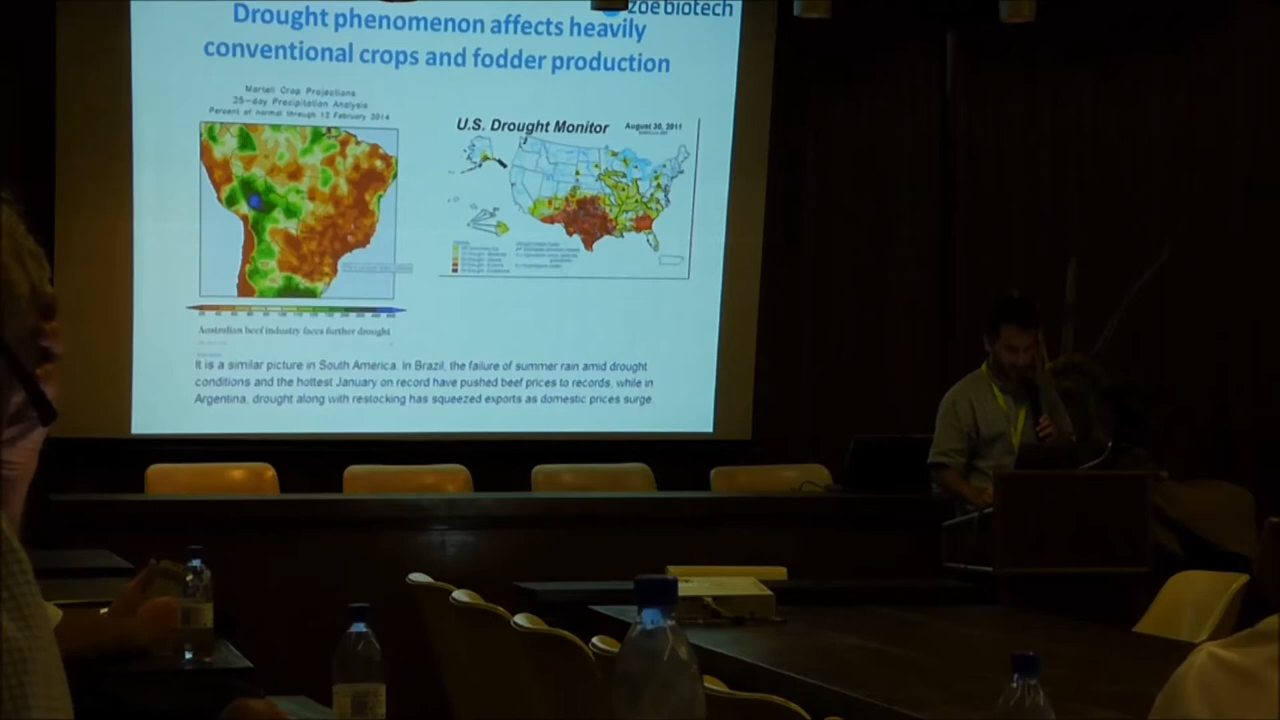 zoe biotech
Drought phenomenon affects heavily
conventional crops and fodder production
Martell Crop Projections
Precipitation Analysis
Percent of normal through 13 February 2014
U.S. Drought Monitor
August 30, 2011
Australian beef industry faces further drought
It is a similar picture in South America. In Brazil, the failure of summer rain amid drought
conditions and the hottest January on record have pushed beef prices to records, while in
Argentina, drought along with restocking has squeezed exports as domestic prices surge.